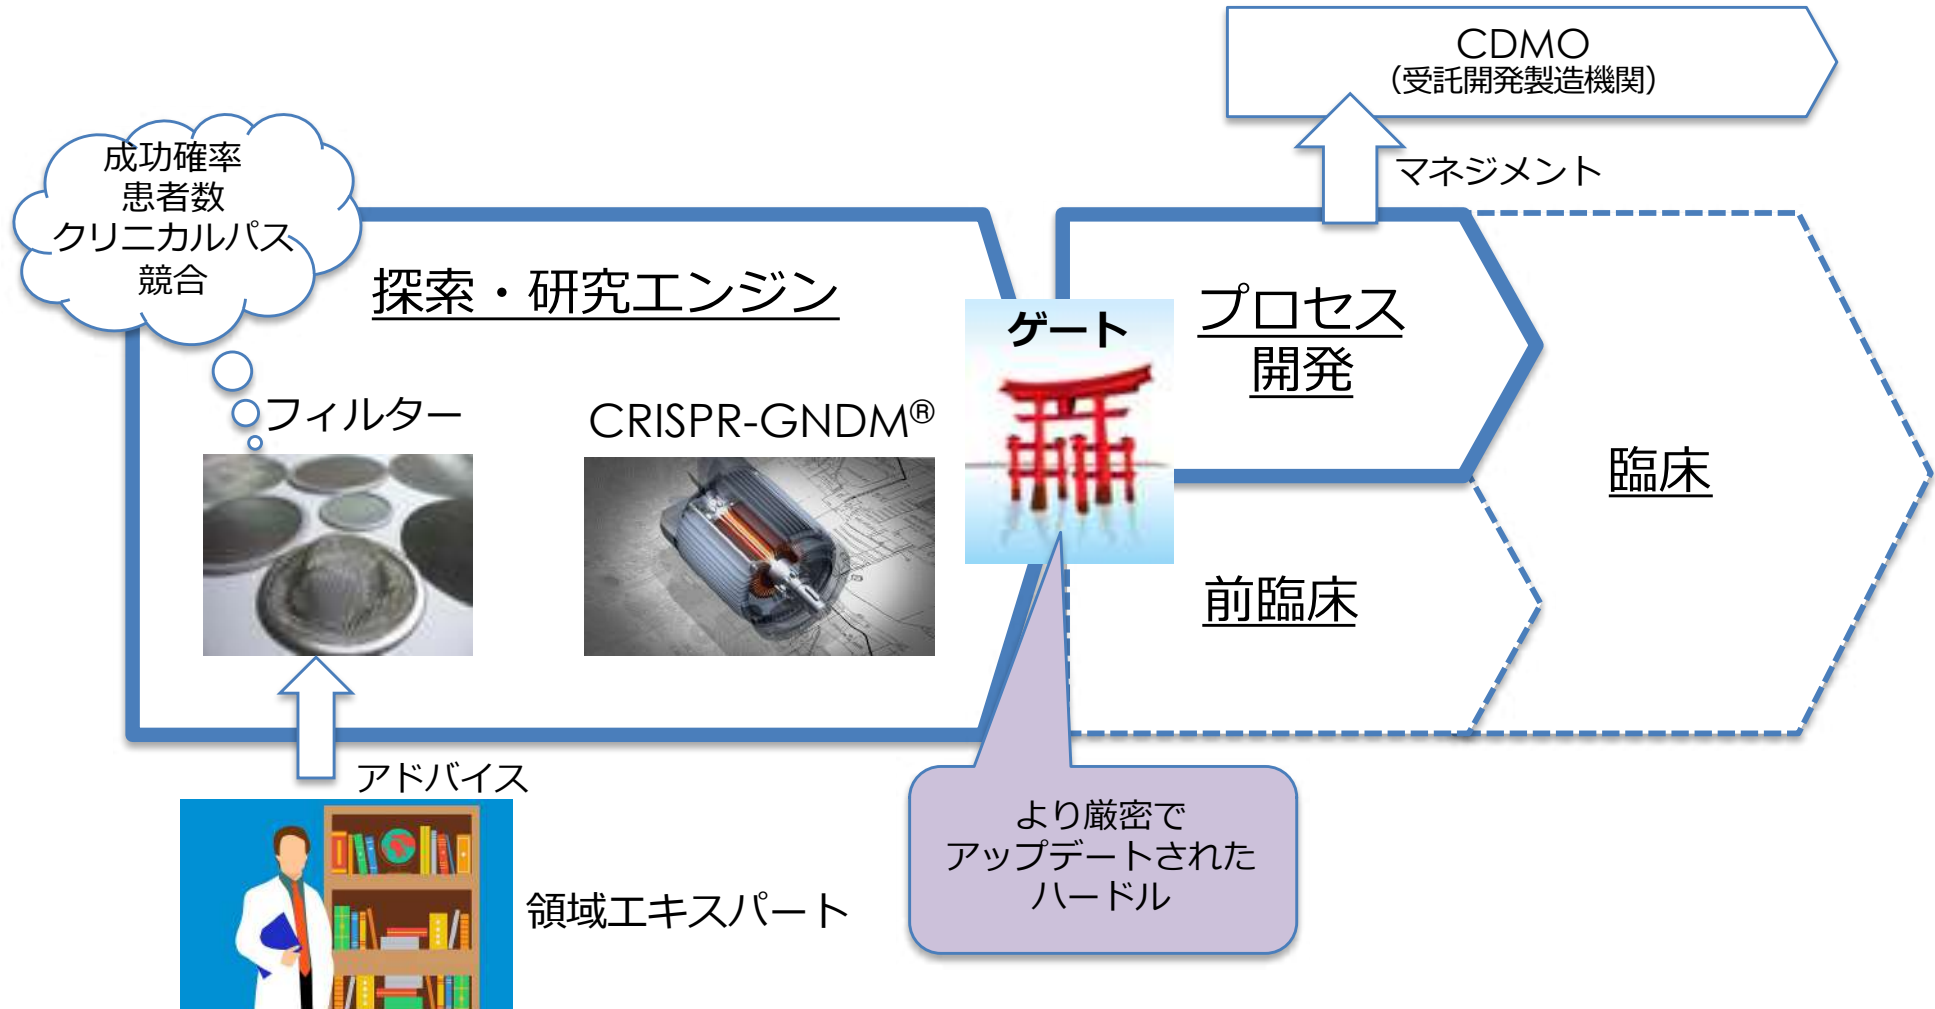 CDMO
（受託開発製造機関）
マネジメント
成功確率
患者数
クリニカルパス
競合
探索・研究エンジン
フィルター
CRISPR-GNDM®
ゲート
プロセス
開発
前臨床
臨床
アドバイス
領域エキスパート
より厳密で
アップデートされた
ハードル